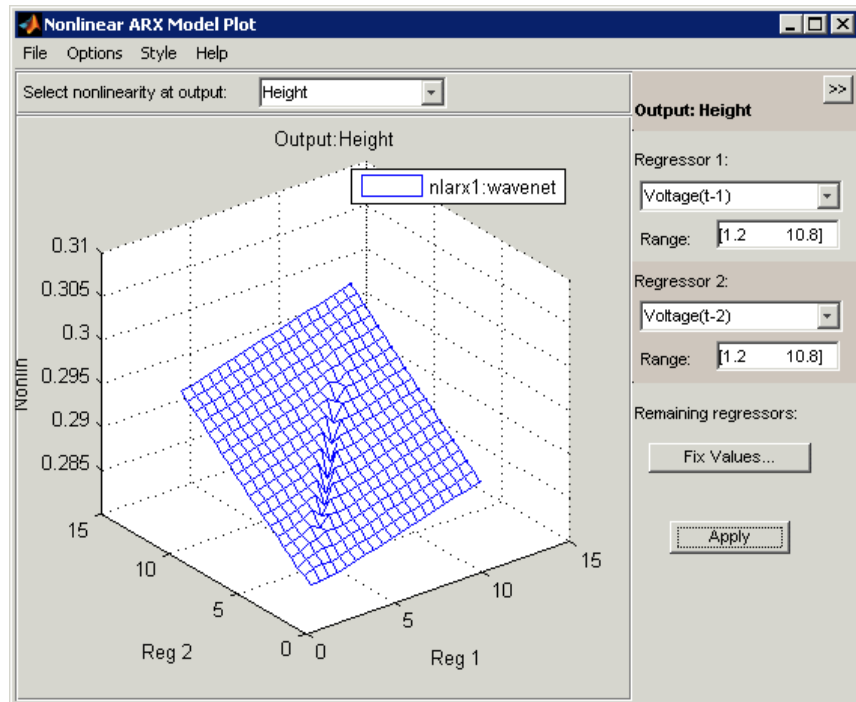 Nonlinear ARX Model Plot
File Options Style Help
Select nonlinearity at output: Height
>>
Output: Height
Output:Height
nlarx1:wavenet
Regressor 1:
Voltage(t-1)
Range: [1.2 10.8]
Regressor 2:
Voltage(t-2)
Range: [1.2 10.8]
Remaining regressors:
Fix Values...
Apply
0.31
0.305
0.3
0.295
0.29
0.285
Nonlin
15
10
5
0
Reg 2
0
5
10
15
Reg 1